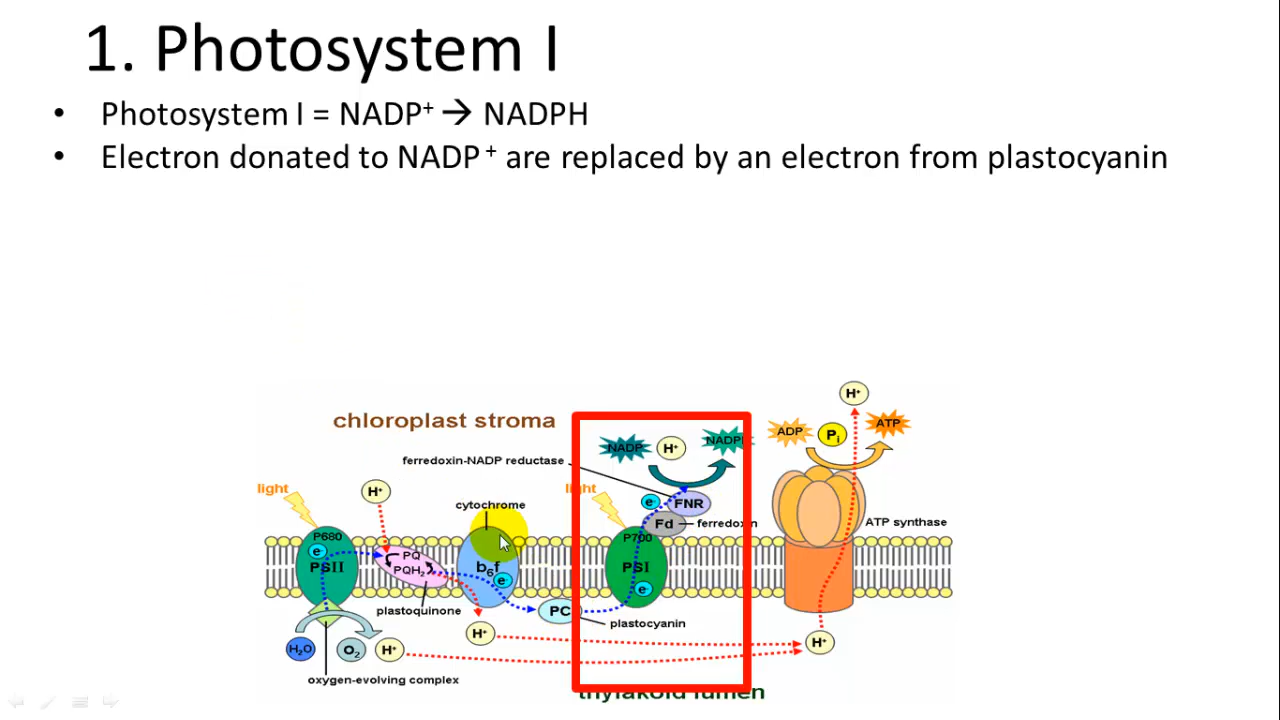 1. Photosystem I
• Photosystem I = NADP⁺ → NADPH
• Electron donated to NADP⁺ are replaced by an electron from plastocyanin
chloroplast stroma
H⁺
ADP
Pᵢ
ATP
NADP
H⁺
NADPH
ferredoxin-NADP reductase
light
H⁺
cytochrome
light
e⁻
FNR
Fd
ferredoxin
ATP synthase
P680
e⁻
PSII
PQ
PQH₂
b₆f
e⁻
P700
PSI
e⁻
plastoquinone
PC
plastocyanin
H₂O
O₂
H⁺
H⁺
H⁺
oxygen-evolving complex
thylakoid lumen